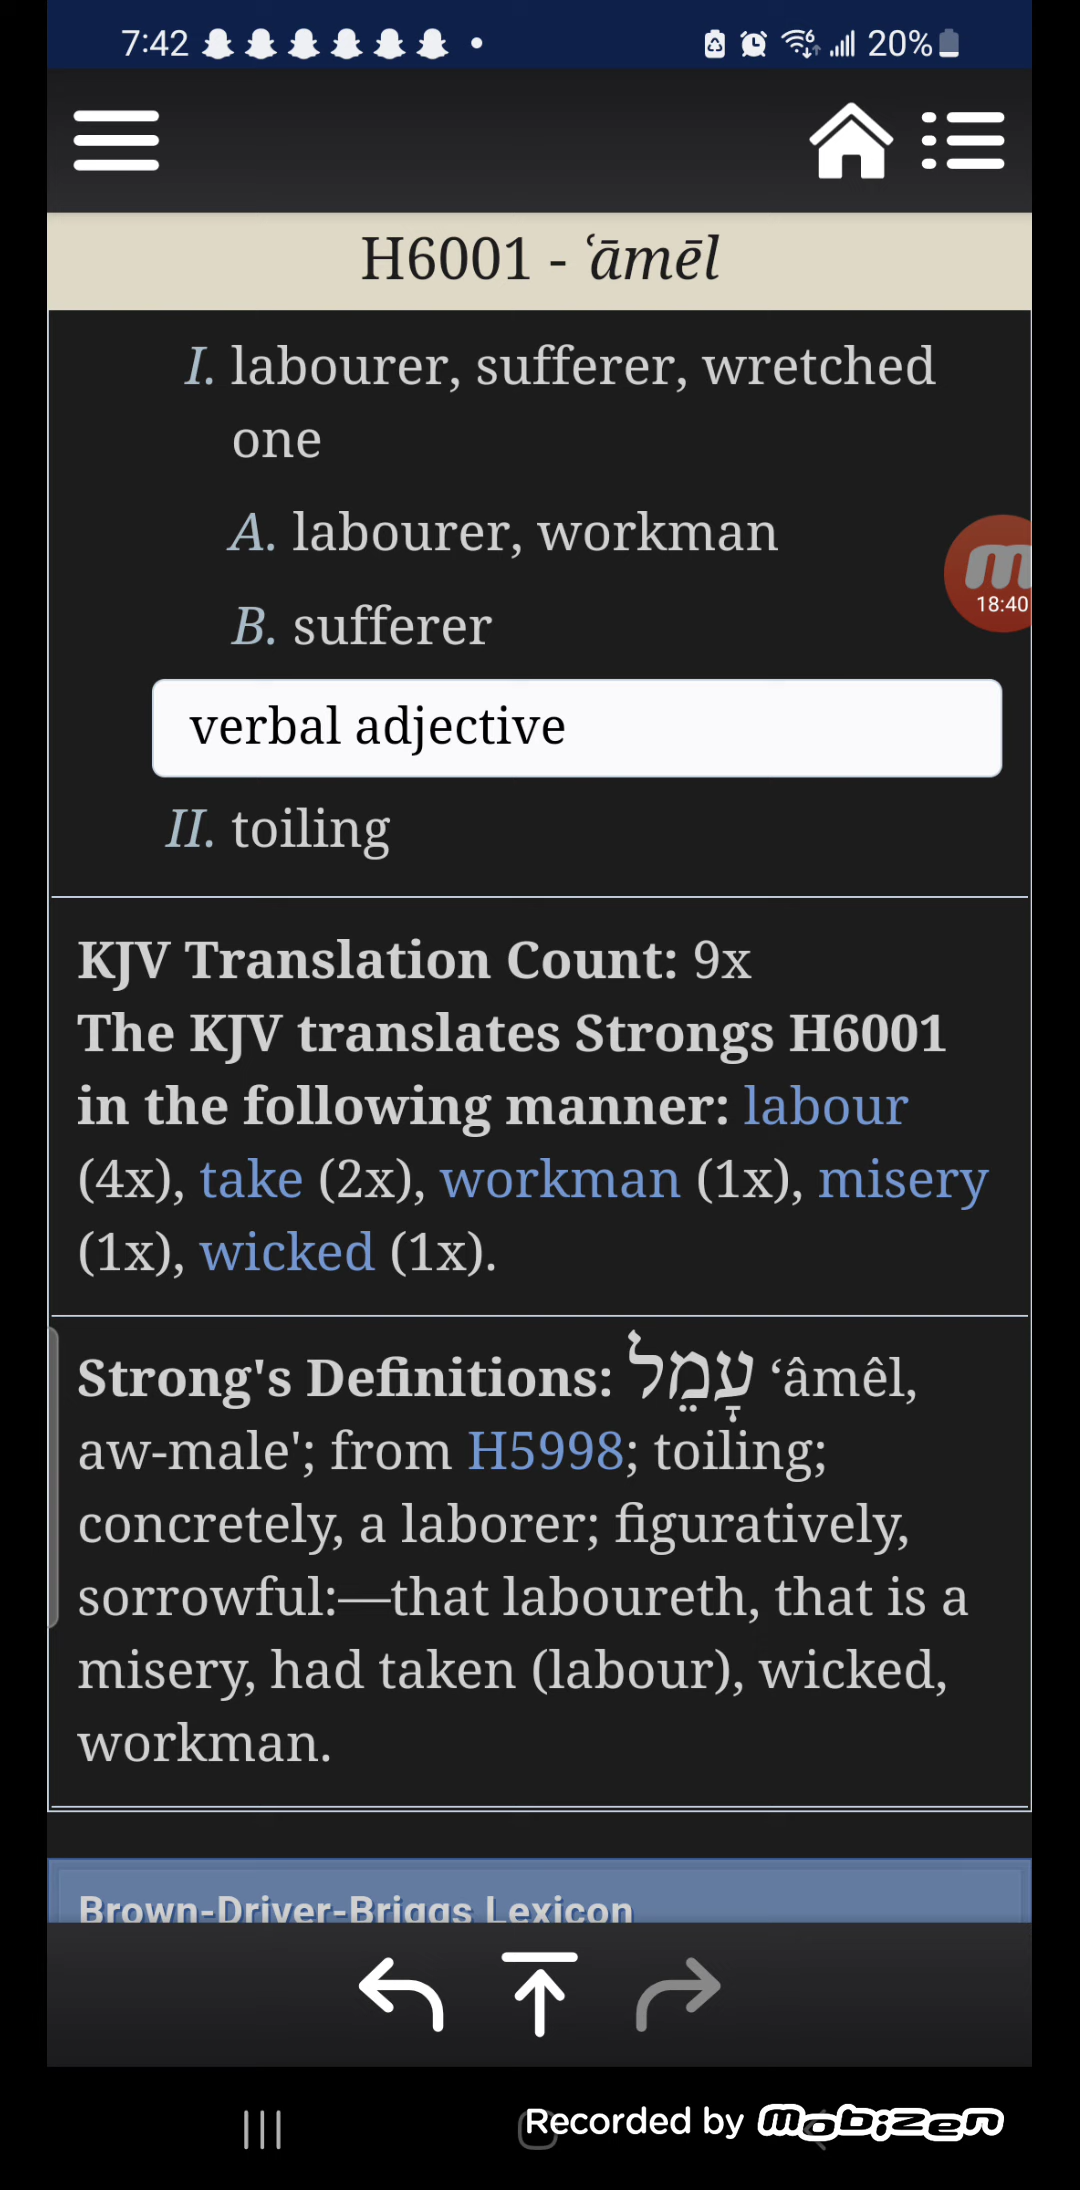 7:42
20%
H6001 - ʿāmēl
I. labourer, sufferer, wretched
one
A. labourer, workman
18:40
B. sufferer
verbal adjective
II. toiling
KJV Translation Count: 9x
The KJV translates Strongs H6001
in the following manner: labour
(4x), take (2x), workman (1x), misery
(1x), wicked (1x).
Strong's Definitions: עָמֵל ʻâmêl,
aw-male'; from H5998; toiling;
concretely, a laborer; figuratively,
sorrowful:—that laboureth, that is a
misery, had taken (labour), wicked,
workman.
Brown-Driver-Briggs Lexicon
Recorded by mobizen